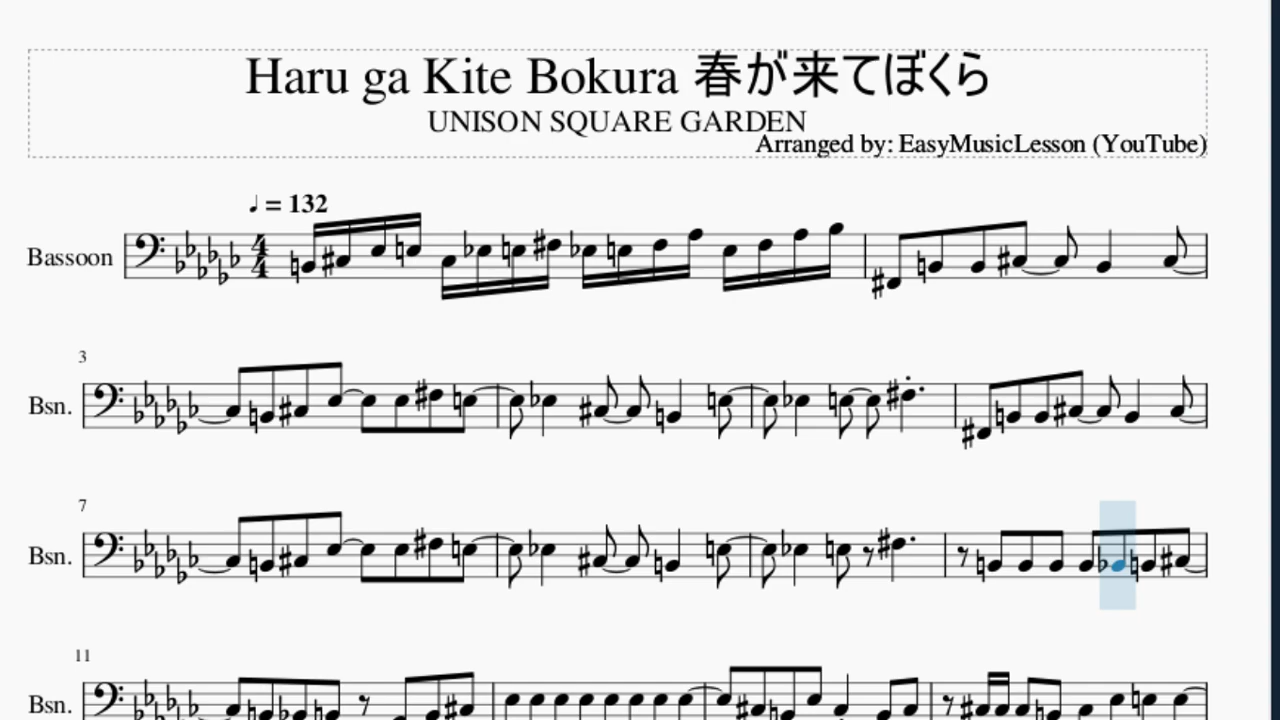 Haru ga Kite Bokura 春が来てぼくら
UNISON SQUARE GARDEN
Arranged by: EasyMusicLesson (YouTube)
♩ = 132
Bassoon
4
4
3
Bsn.
7
Bsn.
11
Bsn.